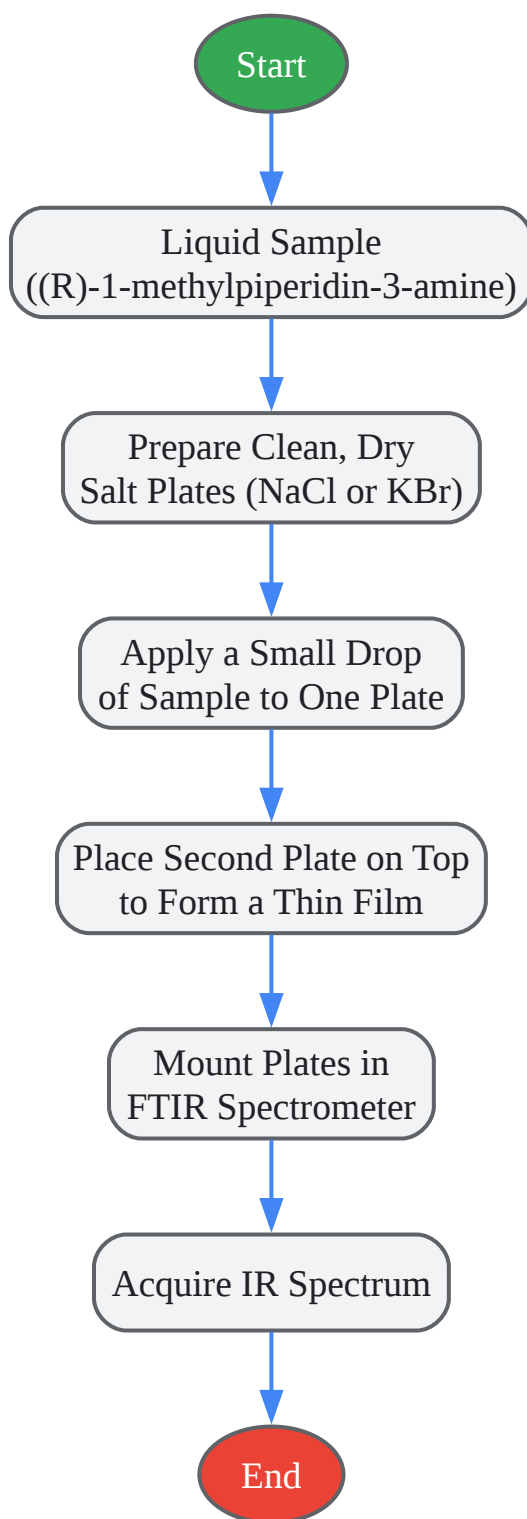 Start
Liquid Sample
((R)-1-methylpiperidin-3-amine)
Prepare Clean, Dry
Salt Plates (NaCl or KBr)
Apply a Small Drop
of Sample to One Plate
Place Second Plate on Top
to Form a Thin Film
Mount Plates in
FTIR Spectrometer
Acquire IR Spectrum
End